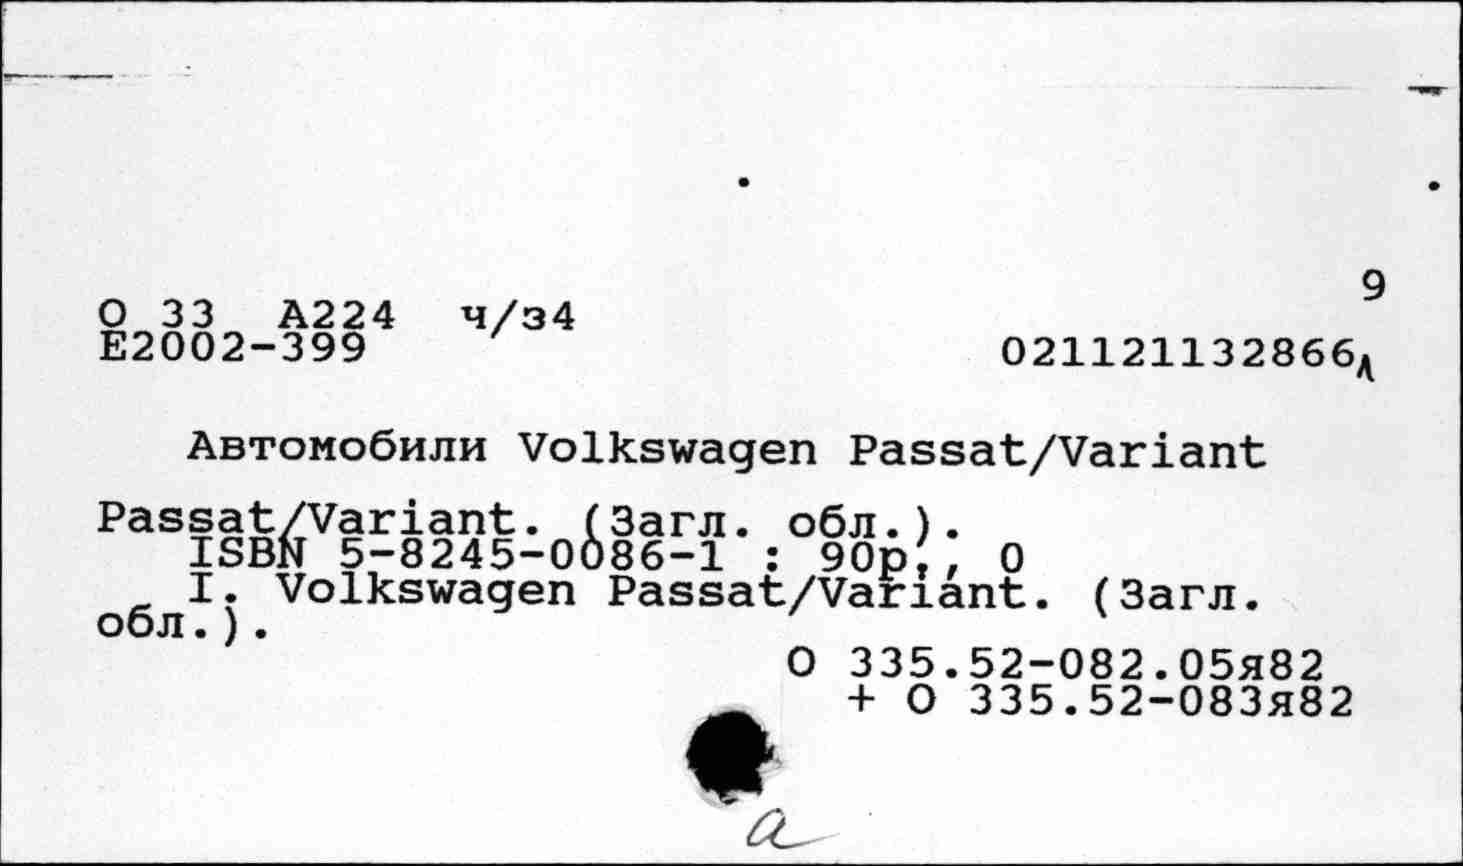 9
О 33 А224 ч/з4
Е2002-399
021121132866д
Автомобили Volkswagen Passat/Variant
Passat/Variant. (Загл. обл.).
ISBN 5-8245-0086-1 : 90р., 0
I. Volkswagen Passat/Variant. (Загл.
обл.).
О 335.52-082.05я82
+ О 335.52-083я82
а